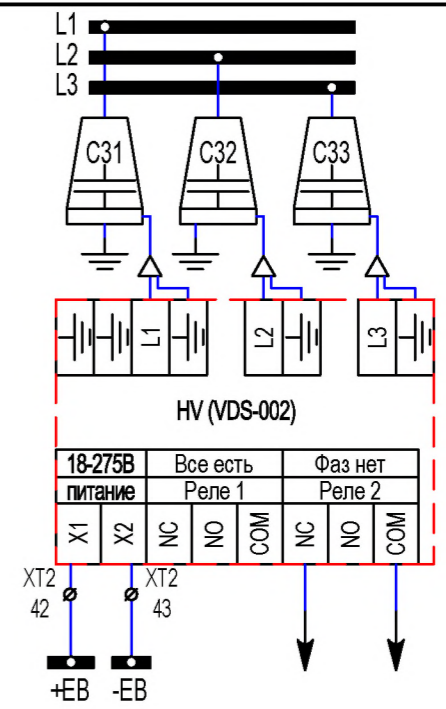 L1
L2
L3
C31 C32 C33
L1 L2 L3
HV (VDS-002)
18-275В Все есть Фаз нет
питание Реле 1 Реле 2
X1 X2 NC NO COM NC NO COM
XT2 XT2
42 43
+EB -EB